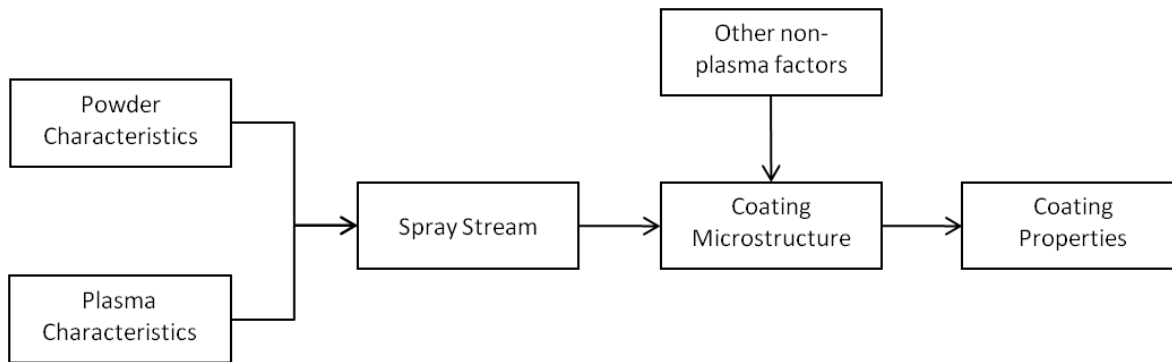 Other non-
plasma factors
Powder
Characteristics
Spray Stream
Coating
Microstructure
Coating
Properties
Plasma
Characteristics